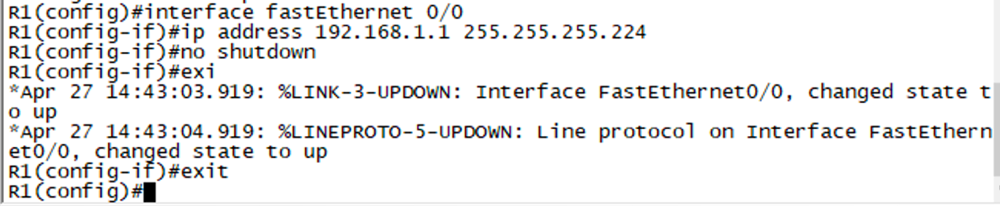 R1(config)#interface fastEthernet 0/0
R1(config-if)#ip address 192.168.1.1 255.255.255.224
R1(config-if)#no shutdown
R1(config-if)#exi
*Apr 27 14:43:03.919: %LINK-3-UPDOWN: Interface FastEthernet0/0, changed state t
o up
*Apr 27 14:43:04.919: %LINEPROTO-5-UPDOWN: Line protocol on Interface FastEthern
et0/0, changed state to up
R1(config-if)#exit
R1(config)#